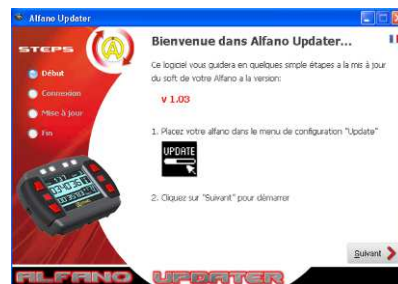 Alfano Updater
STEPS
Début
Connexion
Mise à jour
Fin
Bienvenue dans Alfano Updater...
Ce logiciel vous guidera en quelques simple étapes a la mis à jour
du soft de votre Alfano a la version:
v 1.03
1. Placez votre alfano dans le menu de configuration "Update"
UPDATE
2. Cliquez sur "Suivant" pour démarrer
Suivant
ALFANO UPDATER